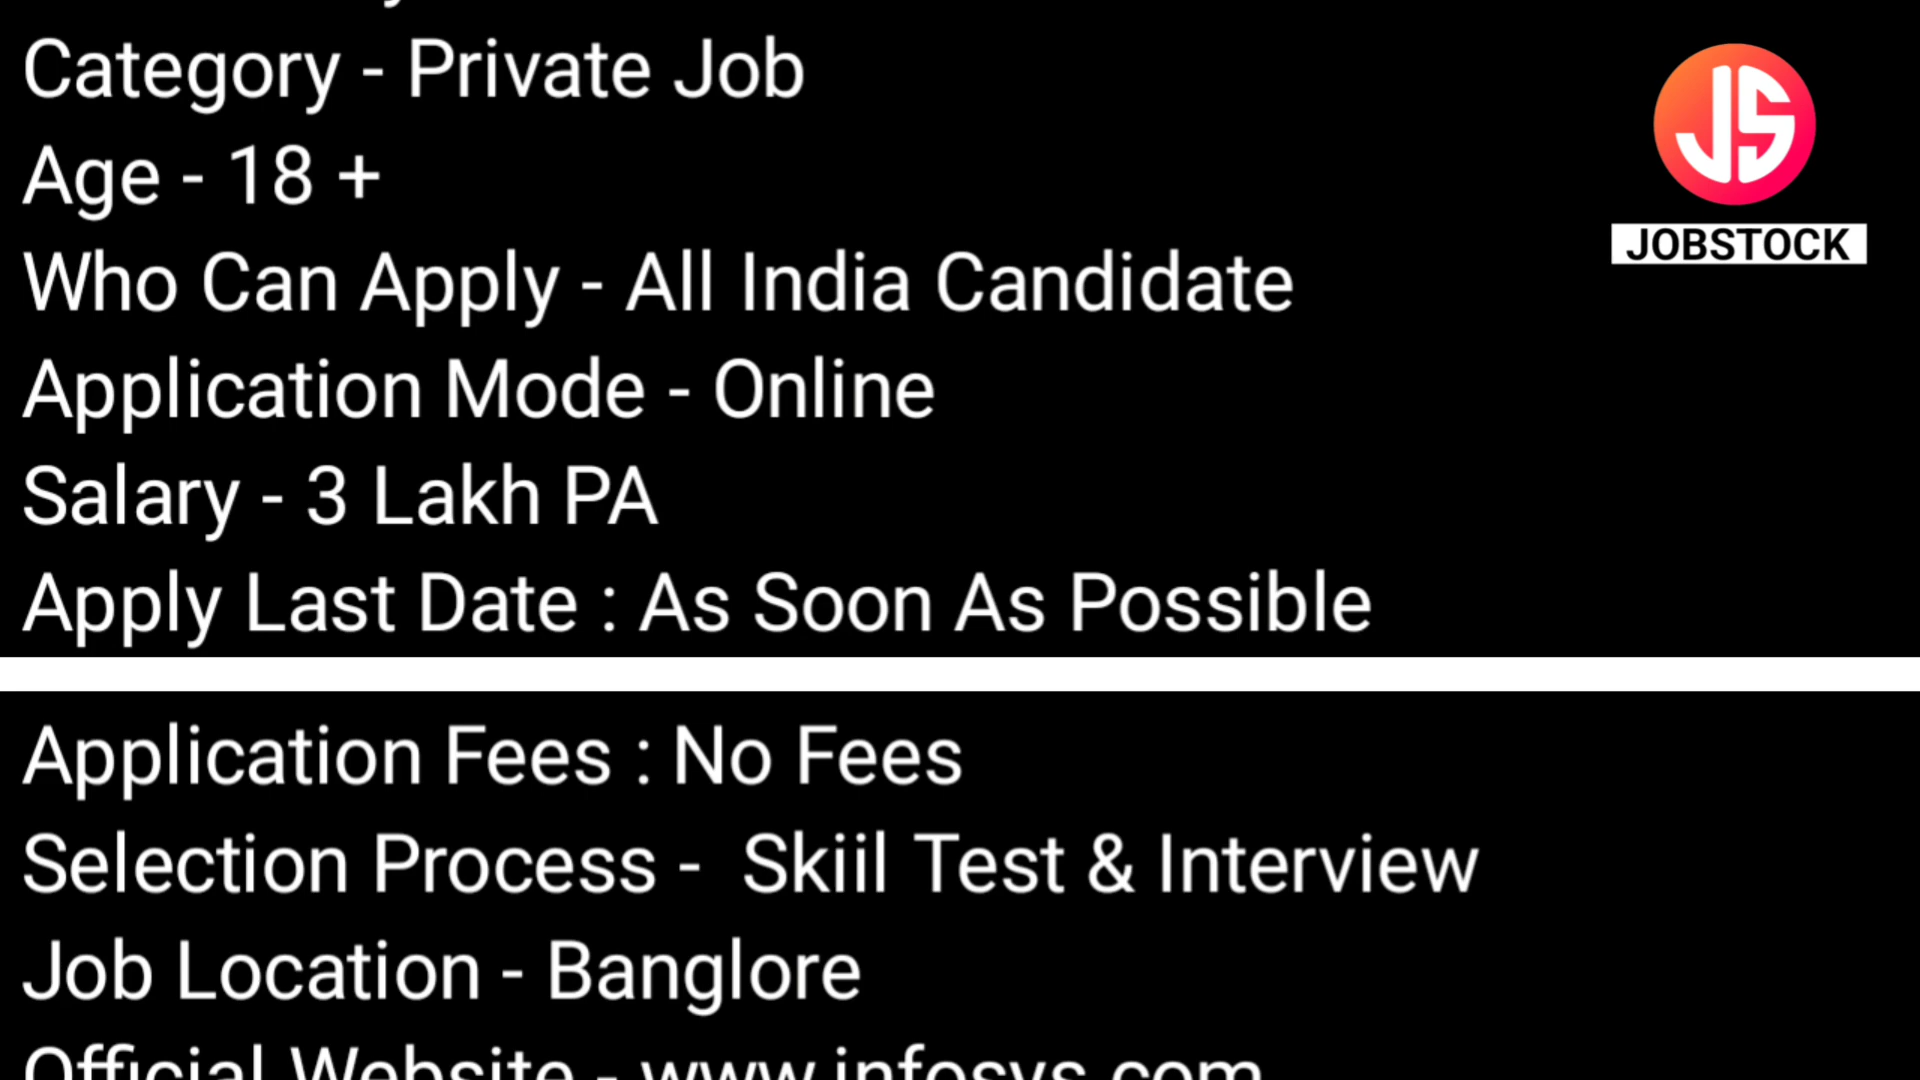 Category - Private Job
Age - 18 +
Who Can Apply - All India Candidate
Application Mode - Online
Salary - 3 Lakh PA
Apply Last Date : As Soon As Possible
JS
JOBSTOCK
Application Fees : No Fees
Selection Process -  Skiil Test & Interview
Job Location - Banglore
Official Website - www.infosys.com